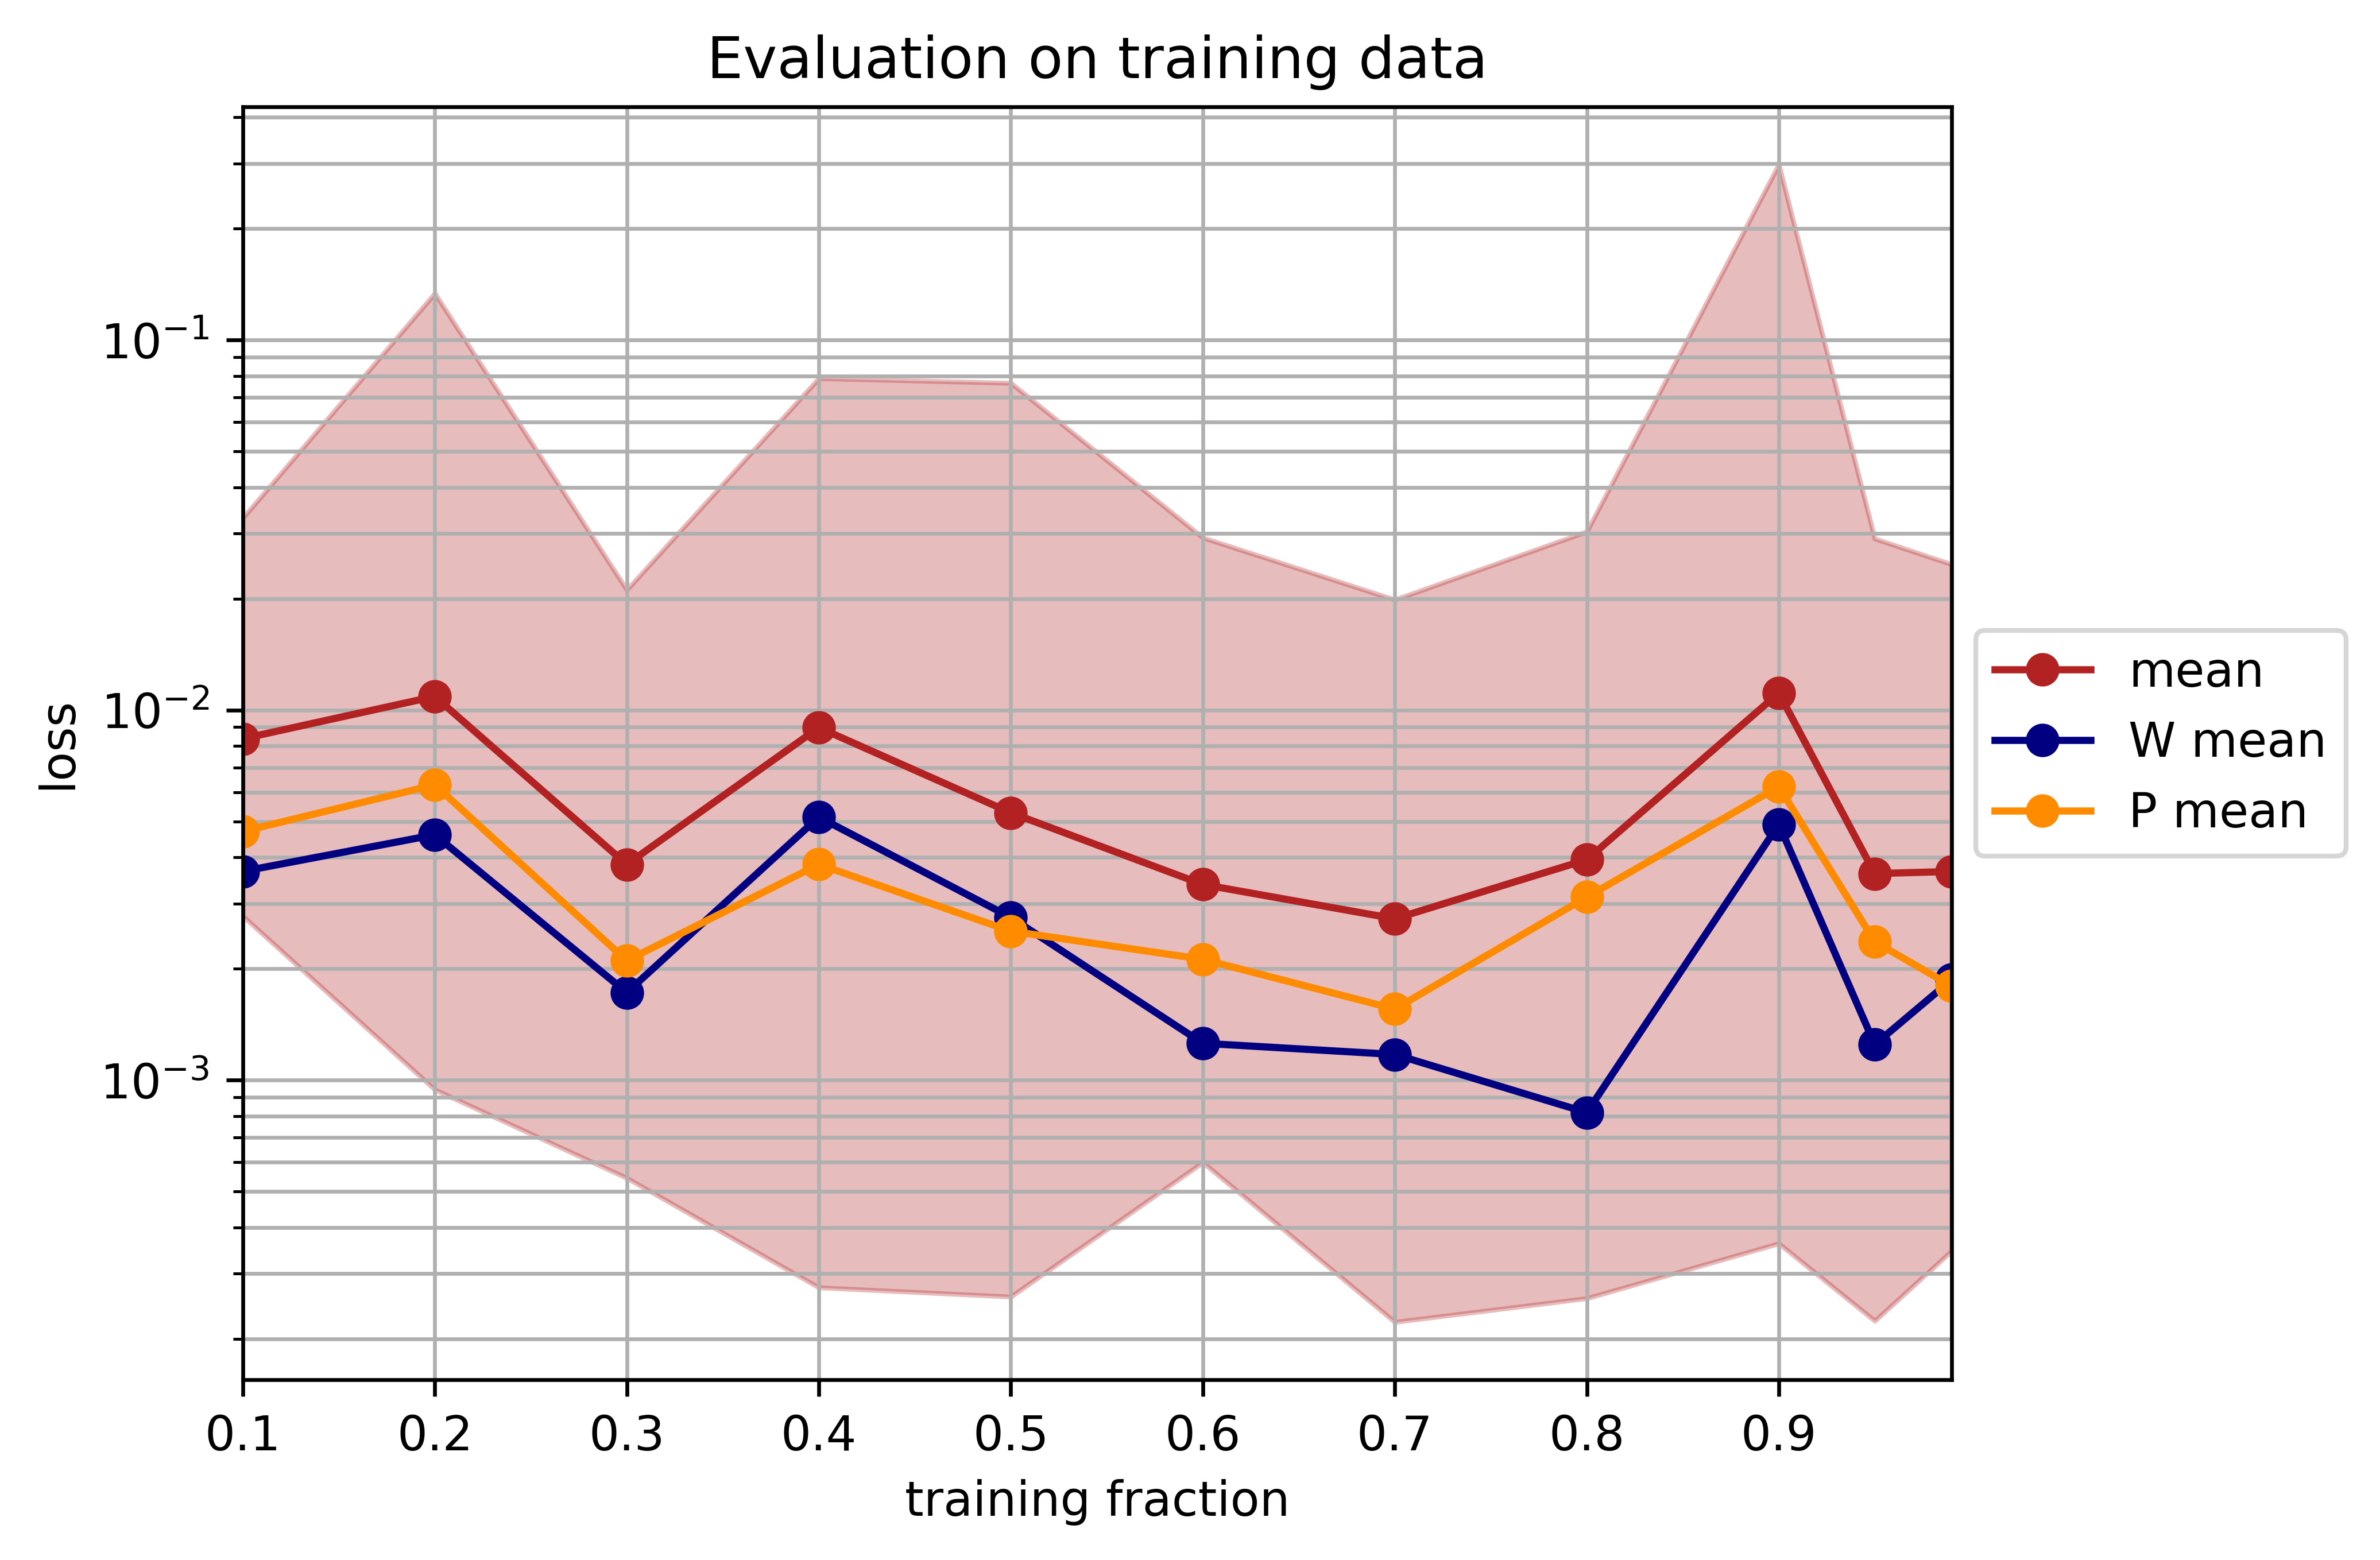 Evaluation on training data
loss
10⁻¹
10⁻²
10⁻³
0.1 0.2 0.3 0.4 0.5 0.6 0.7 0.8 0.9
training fraction
mean
W mean
P mean